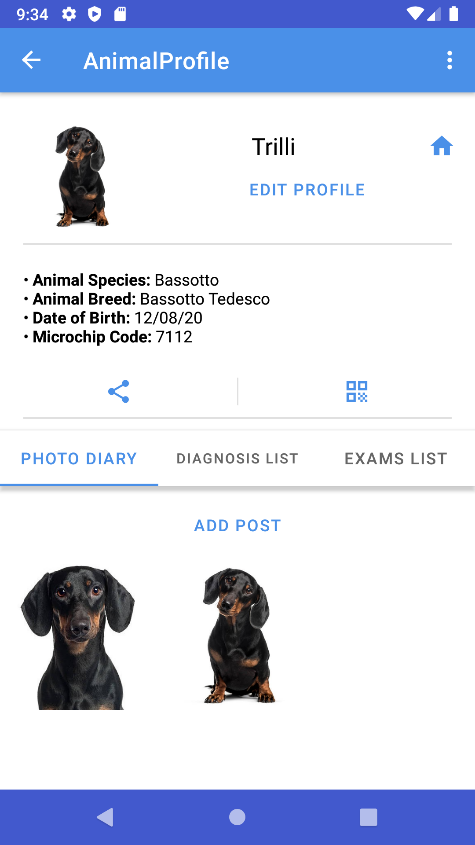 9:34
AnimalProfile
Trilli
EDIT PROFILE
• Animal Species: Bassotto
• Animal Breed: Bassotto Tedesco
• Date of Birth: 12/08/20
• Microchip Code: 7112
PHOTO DIARY DIAGNOSIS LIST EXAMS LIST
ADD POST